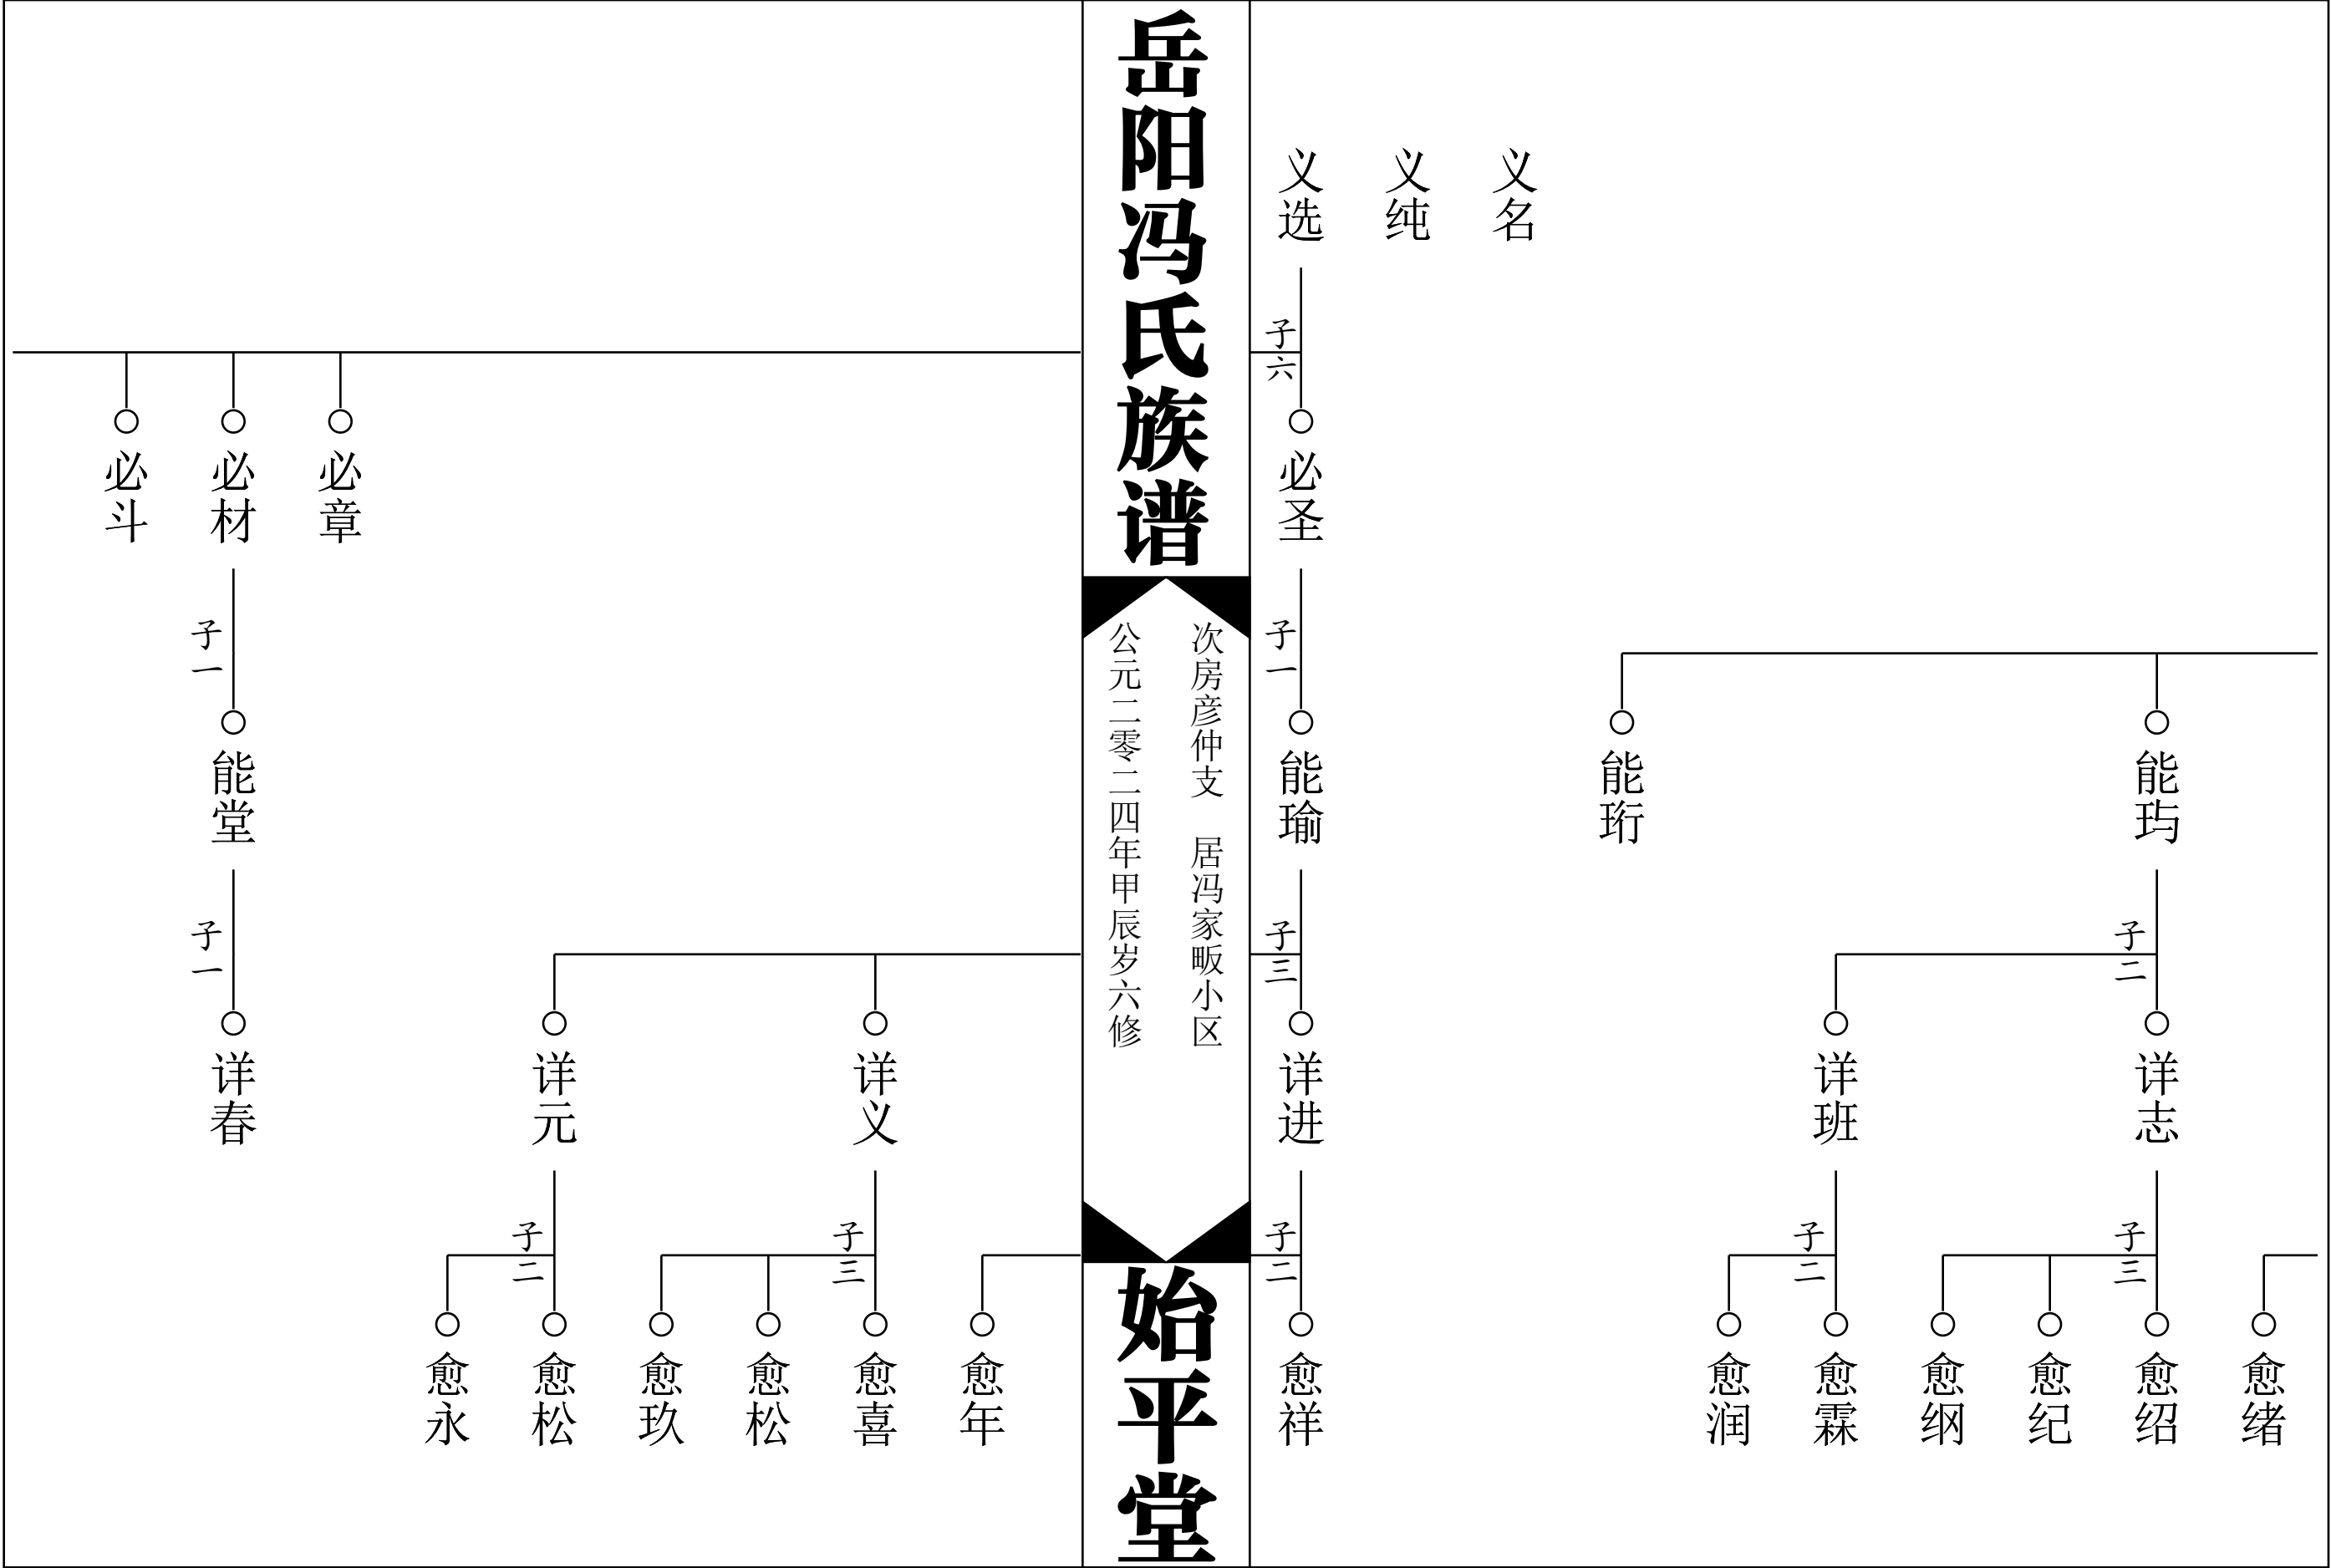 义名
义纯
义选
子六
必圣
子一
能玙
能珩
能瑜
子二
子三
详志
详班
详进
子三
子二
子二
愈绪
愈绍
愈纪
愈纲
愈霖
愈润
愈祥
岳阳冯氏族谱
次房彦仲支 居冯家畈小区
公元二零二四年甲辰岁六修
始平堂
必章
必材
必斗
子一
能堂
子一
详义
详元
详春
子三
子二
愈年
愈喜
愈松
愈玖
愈松
愈永